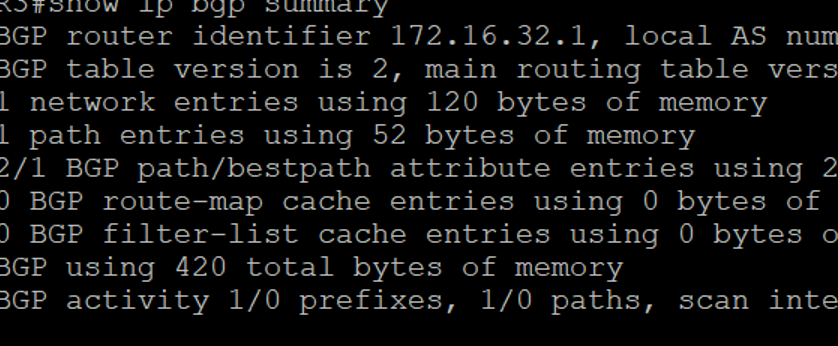 R3#show ip bgp summary
BGP router identifier 172.16.32.1, local AS num
BGP table version is 2, main routing table vers
1 network entries using 120 bytes of memory
1 path entries using 52 bytes of memory
2/1 BGP path/bestpath attribute entries using 2
0 BGP route-map cache entries using 0 bytes of
0 BGP filter-list cache entries using 0 bytes o
BGP using 420 total bytes of memory
BGP activity 1/0 prefixes, 1/0 paths, scan inte